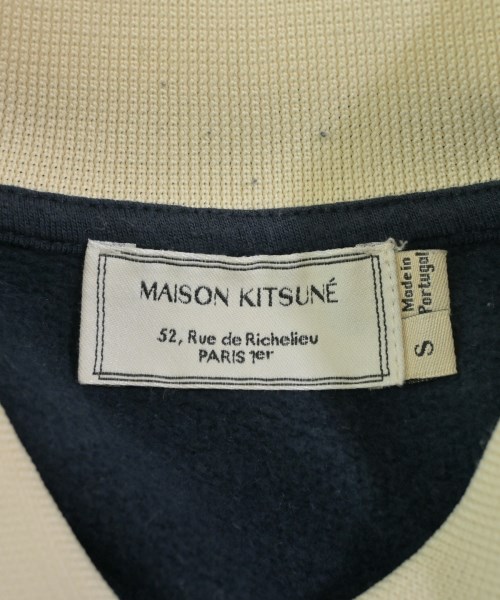 MAISON KITSUNÉ
52, Rue de Richelieu
PARIS 1er
Made in
Portugal
S